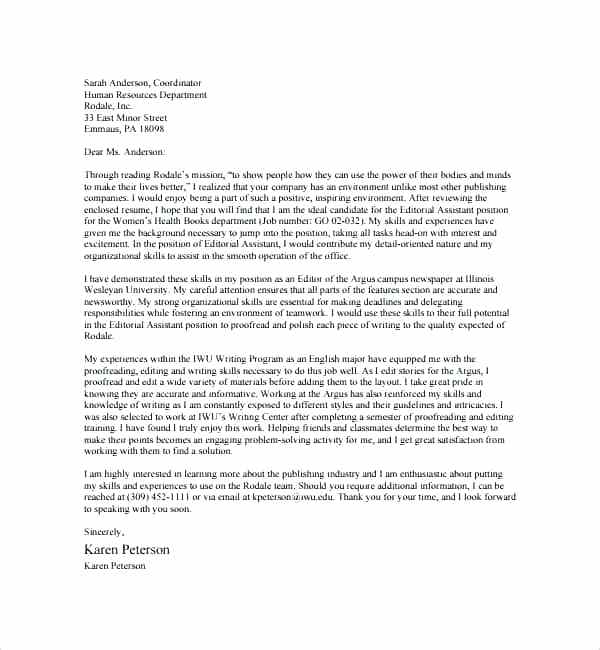 Sarah Anderson, Coordinator
Human Resources Department
Rodale, Inc.
33 East Minor Street
Emmaus, PA 18098
Dear Ms. Anderson:
Through reading Rodale's mission, "to show people how they can use the power of their bodies and minds
to make their lives better," I realized that your company has an environment unlike most other publishing
companies. I would enjoy being a part of such a positive, inspiring environment. After reviewing the
enclosed resume, I hope that you will find that I am the ideal candidate for the Editorial Assistant position
for the Women's Health Books department (Job number: GO 02-032). My skills and experiences have
given me the background necessary to jump into the position, taking all tasks head-on with interest and
excitement. In the position of Editorial Assistant, I would contribute my detail-oriented nature and my
organizational skills to assist in the smooth operation of the office.
I have demonstrated these skills in my position as an Editor of the Argus campus newspaper at Illinois
Wesleyan University. My careful attention ensures that all parts of the features section are accurate and
newsworthy. My strong organizational skills are essential for making deadlines and delegating
responsibilities while fostering an environment of teamwork. I would use these skills to their full potential
in the Editorial Assistant position to proofread and polish each piece of writing to the quality expected of
Rodale.
My experiences within the IWU Writing Program as an English major have equipped me with the
proofreading, editing and writing skills necessary to do this job well. As I edit stories for the Argus, I
proofread and edit a wide variety of materials before adding them to the layout. I take great pride in
knowing they are accurate and informative. Working at the Argus has also reinforced my skills and
knowledge of writing as I am constantly exposed to different styles and their guidelines and intricacies. I
was also selected to work at IWU's Writing Center after completing a semester of proofreading and editing
training. I have found I truly enjoy this work. Helping friends and classmates determine the best way to
make their points becomes an engaging problem-solving activity for me, and I get great satisfaction from
working with them to find a solution.
I am highly interested in learning more about the publishing industry and I am enthusiastic about putting
my skills and experiences to use on the Rodale team. Should you require additional information, I can be
reached at (309) 452-1111 or via email at kpeterson@iwu.edu. Thank you for your time, and I look forward
to speaking with you soon.
Sincerely,
Karen Peterson
Karen Peterson